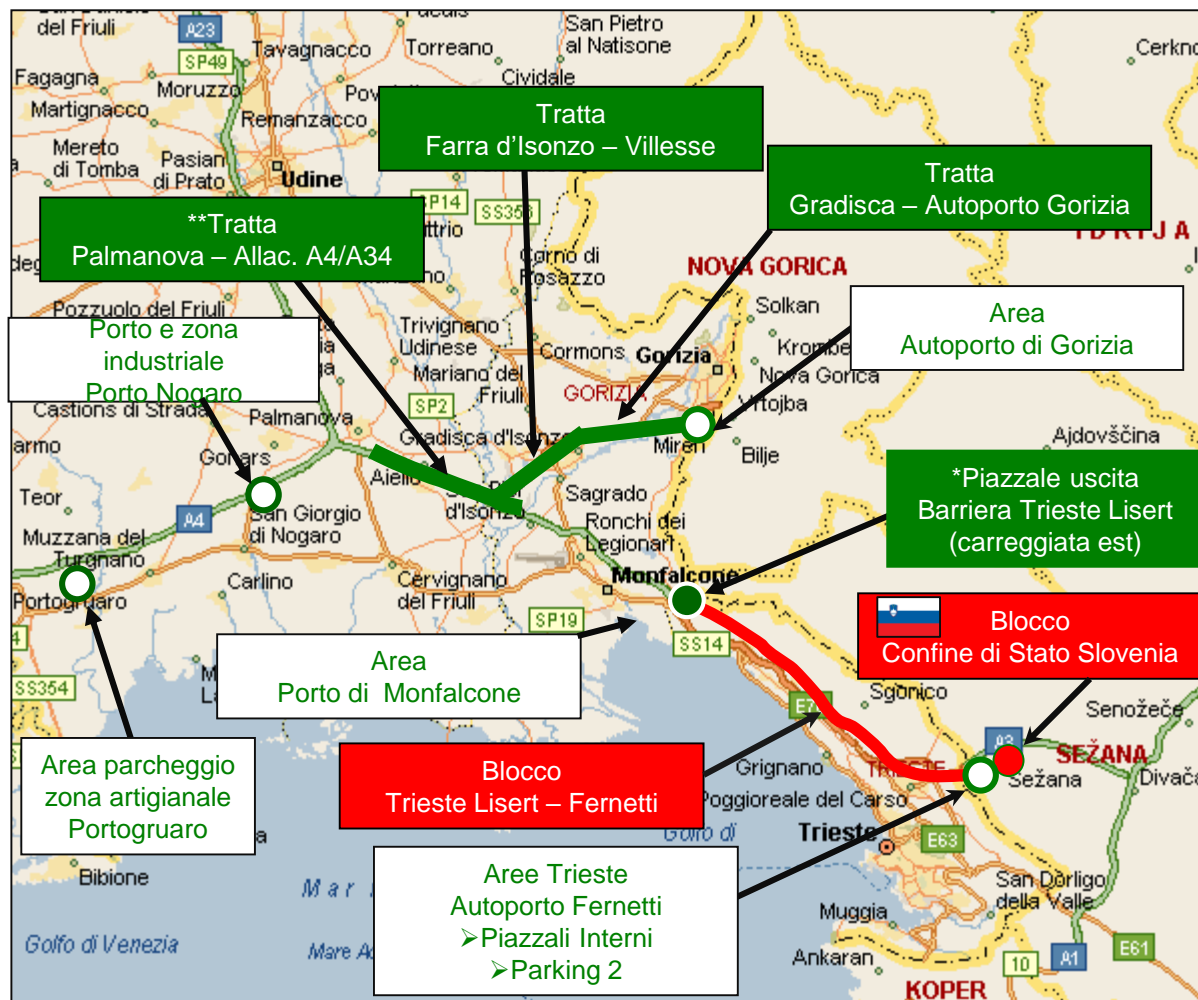 San Daniele
del Friuli
A23
Tavagnacco
SP49
Torreano
San Pietro
al Natisone
Cerkno
Fagagna
Moruzzo
Cividale
Martignacco
Remanzacco
Mereto
di Tomba
Pasian
di Prato
Udine
SP14
SS356
Tratta
Farra d'Isonzo – Villesse
Tratta
Gradisca – Autoporto Gorizia
**Tratta
Palmanova – Allac. A4/A34
Corno di
Rosazzo
NOVA GORICA
IDRIJA
Pozzuolo del Friuli
Solkan
Porto e zona
industriale
Porto Nogaro
Trivignano
Udinese
Cormons
Gorizia
Area
Autoporto di Gorizia
Nova Gorica
Mariano del
Friuli
GORIZIA
Vrtojba
Castions di Strada
SP2
Palmanova
Gradisca d'Isonzo
Miren
Bilje
Ajdovščina
Gonars
Aiello
Teor
Sagrado
*Piazzale uscita
Barriera Trieste Lisert
(carreggiata est)
A4
San Giorgio
di Nogaro
d'Isonzo
Ronchi dei
Legionari
Muzzana del
Turgnano
Carlino
Cervignano
del Friuli
Monfalcone
Portogruaro
SP19
SS14
Blocco
Confine di Stato Slovenia
Area
Porto di Monfalcone
SS354
Sgonico
Senožeče
A3
SEŽANA
Area parcheggio
zona artigianale
Portogruaro
Blocco
Trieste Lisert – Fernetti
Grignano
TRIESTE
Sežana
Divača
Poggioreale del Carso
Golfo di
Trieste
E63
Bibione
Aree Trieste
Autoporto Fernetti
➢Piazzali Interni
➢Parking 2
San Dorligo
della Valle
Muggia
Golfo di Venezia
Ankaran
A1
E61
10
KOPER